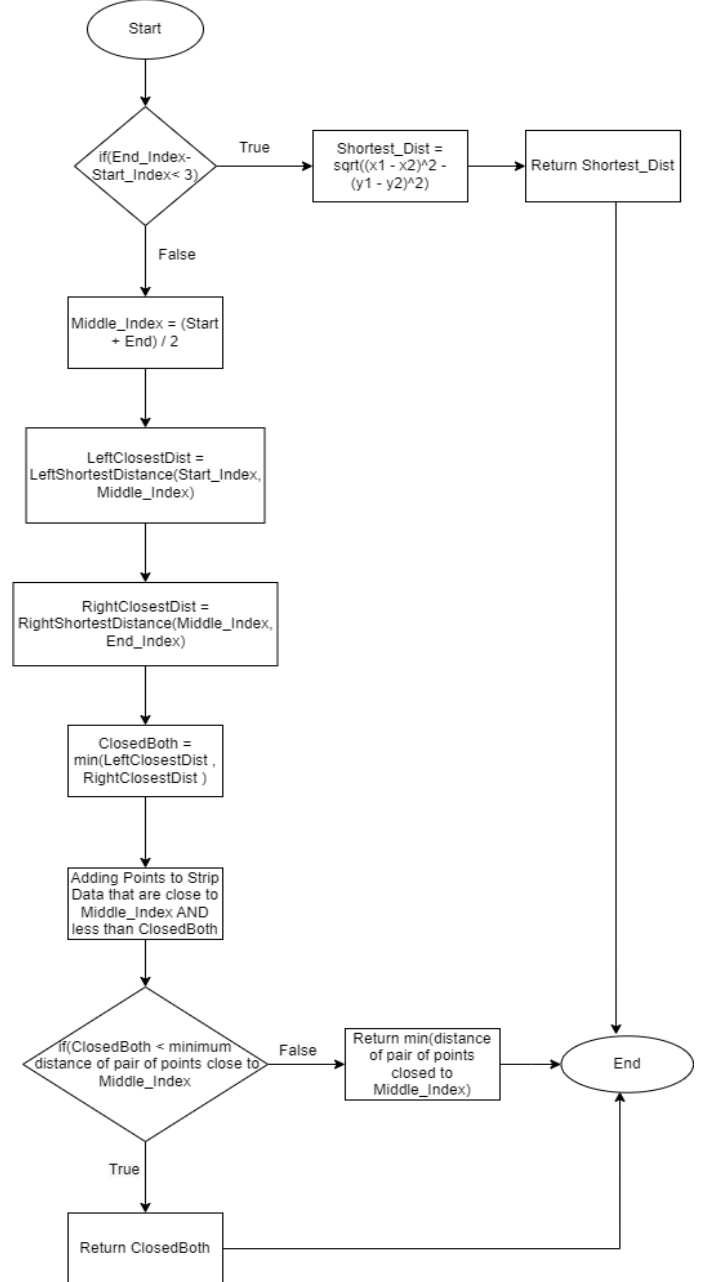 Start
if(End_Index-
Start_Index< 3)
True
Shortest_Dist =
sqrt((x1 - x2)^2 -
(y1 - y2)^2)
Return Shortest_Dist
False
Middle_Index = (Start
+ End) / 2
LeftClosestDist =
LeftShortestDistance(Start_Index,
Middle_Index)
RightClosestDist =
RightShortestDistance(Middle_Index,
End_Index)
ClosedBoth =
min(LeftClosestDist ,
RightClosestDist )
Adding Points to Strip
Data that are close to
Middle_Index AND
less than ClosedBoth
if(ClosedBoth < minimum
distance of pair of points close to
Middle_Index
False
Return min(distance
of pair of points
closed to
Middle_Index)
End
True
Return ClosedBoth